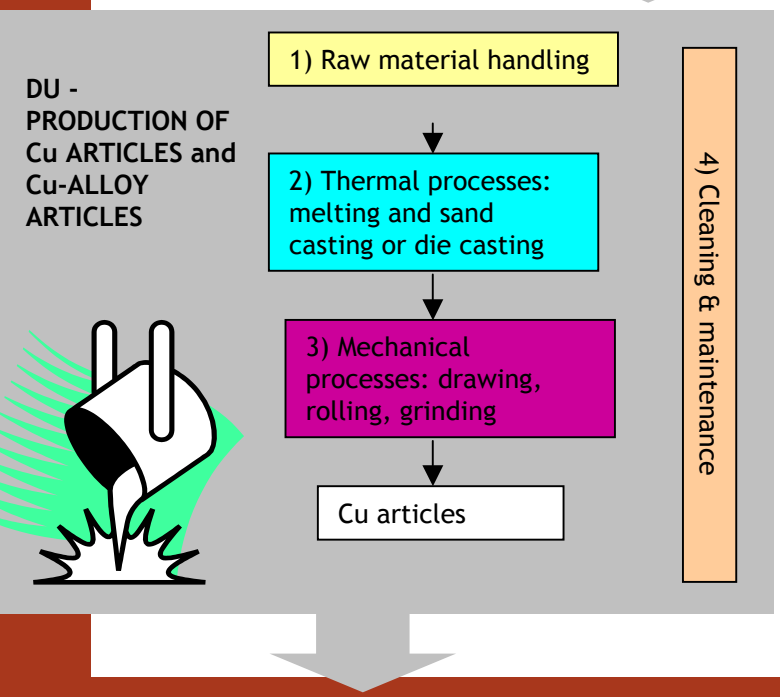 DU -
PRODUCTION OF
Cu ARTICLES and
Cu-ALLOY
ARTICLES
1) Raw material handling
2) Thermal processes:
melting and sand
casting or die casting
3) Mechanical
processes: drawing,
rolling, grinding
Cu articles
4) Cleaning & maintenance